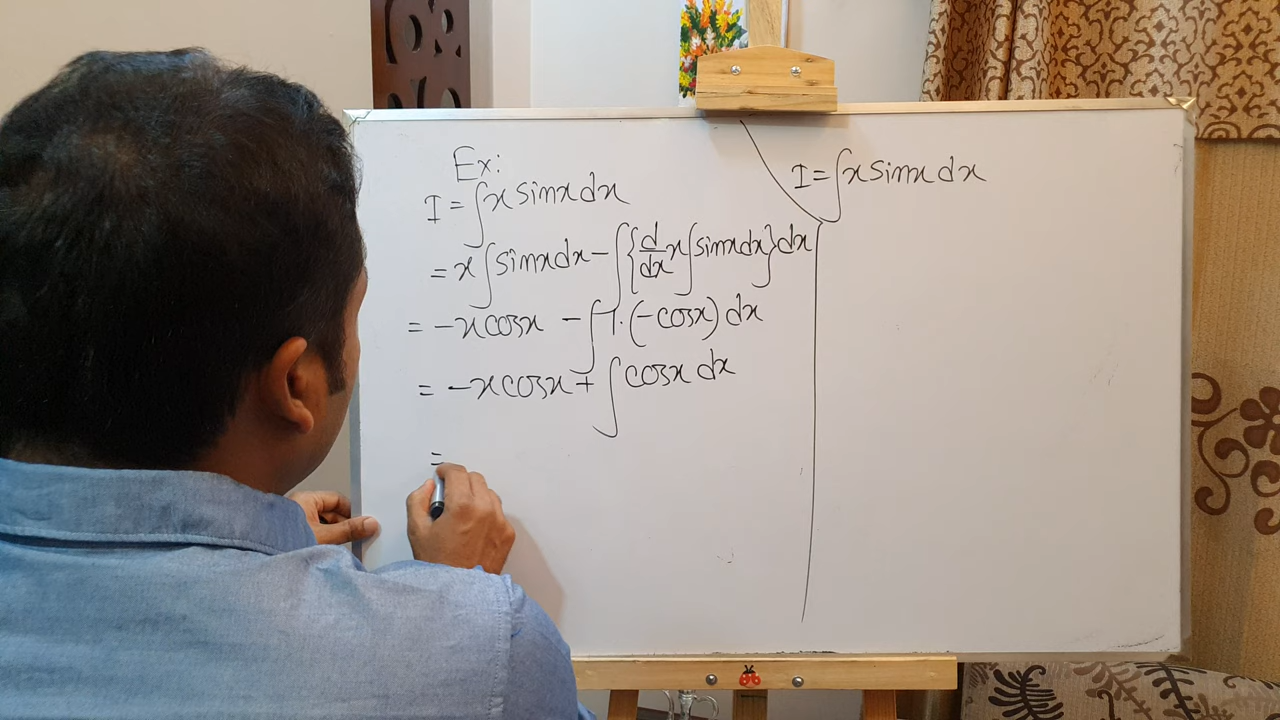 Ex:
I = ∫ x sinx dx
= x ∫ sinx dx − ∫ { d/dx x ∫ sinx dx } dx
= −x cosx − ∫ 1. (−cosx) dx
= −x cosx + ∫ cosx dx
=
I = ∫ x sinx dx